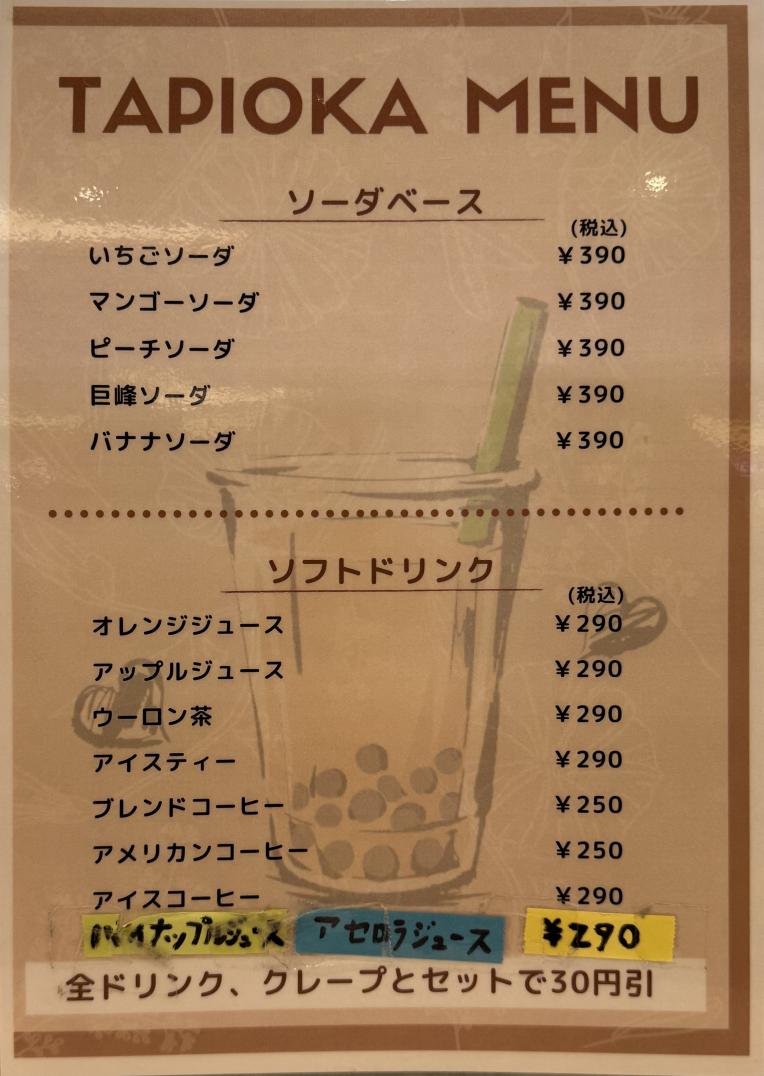 TAPIOKA MENU
ソーダベース
(税込)
いちごソーダ ¥390
マンゴーソーダ ¥390
ピーチソーダ ¥390
巨峰ソーダ ¥390
バナナソーダ ¥390
ソフトドリンク
(税込)
オレンジジュース ¥290
アップルジュース ¥290
ウーロン茶 ¥290
アイスティー ¥290
ブレンドコーヒー ¥250
アメリカンコーヒー ¥250
アイスコーヒー ¥290
パイナップルジュース アセロラジュース ¥290
全ドリンク、クレープとセットで30円引